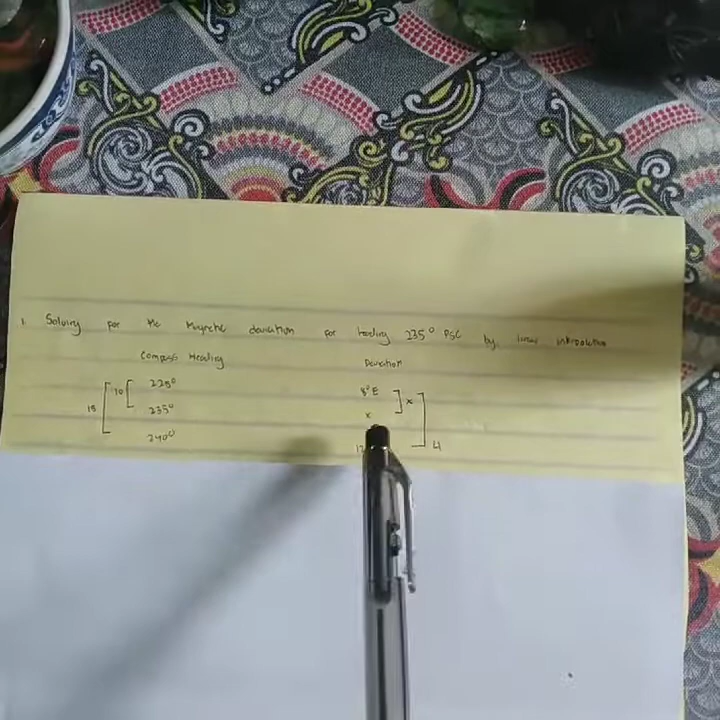 1. Solving for the Magnetic deviation for heading 235° PSC by linear interpolation
Compass Heading Deviation
15 10 225° 8°E x
235° x
240° 12 4